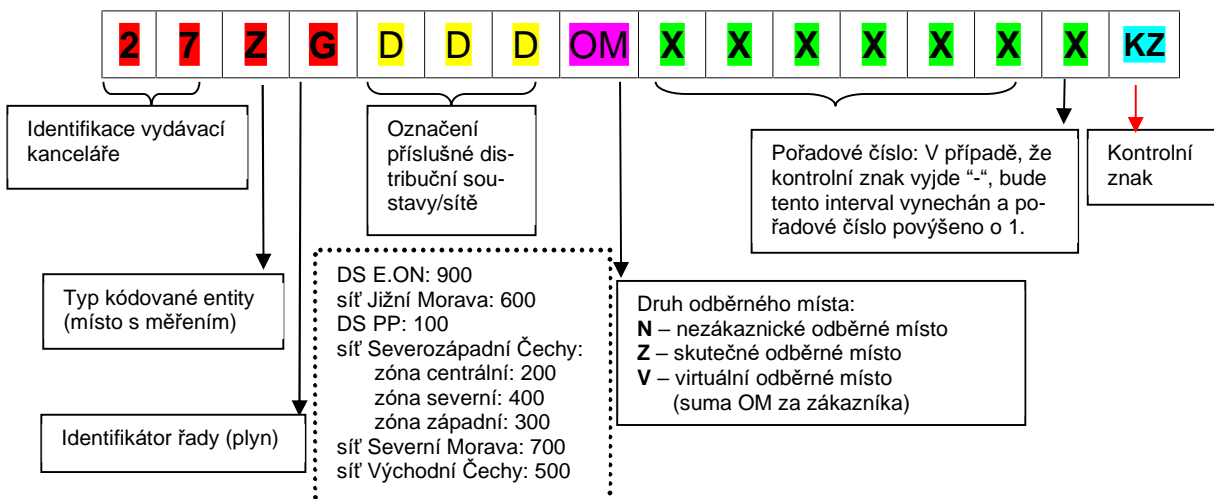 2 7 Z G D D D OM X X X X X X X KZ
Identifikace vydávací
kanceláře
Označení
příslušné dis-
tribuční sou-
stavy/sítě
Pořadové číslo: V případě, že
kontrolní znak vyjde “-“, bude
tento interval vynechán a po-
řadové číslo povýšeno o 1.
Kontrolní
znak
Typ kódované entity
(místo s měřením)
DS E.ON: 900
síť Jižní Morava: 600
DS PP: 100
síť Severozápadní Čechy:
zóna centrální: 200
zóna severní: 400
zóna západní: 300
síť Severní Morava: 700
síť Východní Čechy: 500
Druh odběrného místa:
N – nezákaznické odběrné místo
Z – skutečné odběrné místo
V – virtuální odběrné místo
(suma OM za zákazníka)
Identifikátor řady (plyn)